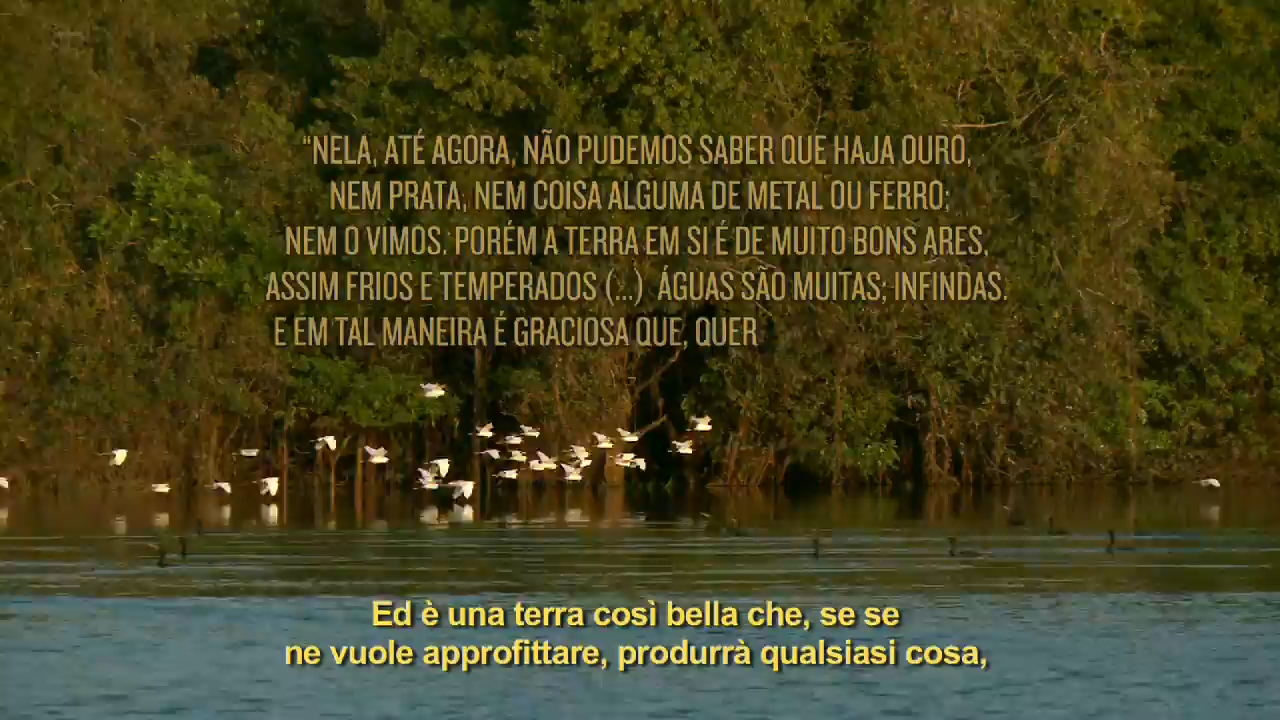 “NELA, ATÉ AGORA, NÃO PUDEMOS SABER QUE HAJA OURO,
NEM PRATA, NEM COISA ALGUMA DE METAL OU FERRO;
NEM O VIMOS. PORÉM A TERRA EM SI É DE MUITO BONS ARES,
ASSIM FRIOS E TEMPERADOS (...) ÁGUAS SÃO MUITAS; INFINDAS.
E EM TAL MANEIRA É GRACIOSA QUE, QUER
Ed è una terra così bella che, se se
ne vuole approfittare, produrrà qualsiasi cosa,